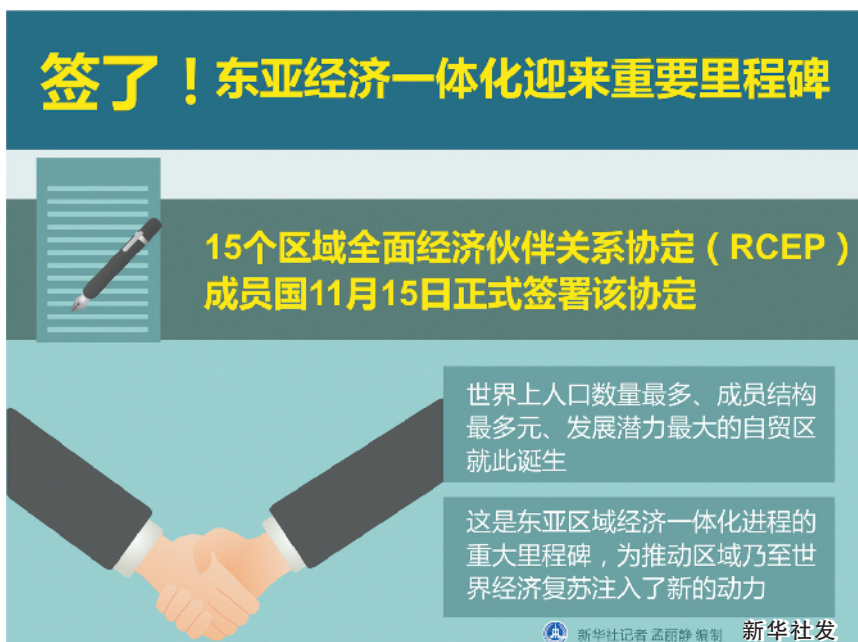 签了！东亚经济一体化迎来重要里程碑
15个区域全面经济伙伴关系协定（RCEP）
成员国11月15日正式签署该协定
世界上人口数量最多、成员结构
最多元、发展潜力最大的自贸区
就此诞生
这是东亚区域经济一体化进程的
重大里程碑，为推动区域乃至世
界经济复苏注入了新的动力
新华社记者 孟丽静 编制
新华社发